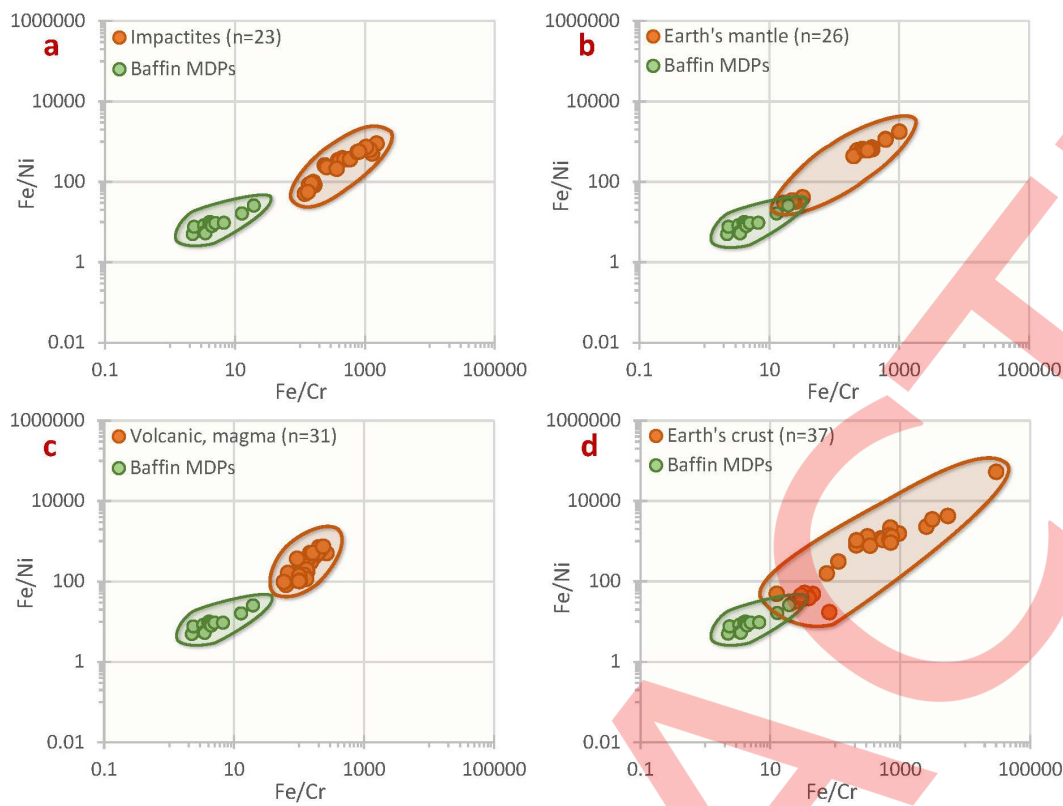 a
Impactites (n=23)
Baffin MDPs
1000000
10000
100
1
0.01
Fe/Ni
0.1
10
1000
100000
Fe/Cr
b
Earth's mantle (n=26)
Baffin MDPs
1000000
10000
100
1
0.01
Fe/Ni
0.1
10
1000
100000
Fe/Cr
c
Volcanic, magma (n=31)
Baffin MDPs
1000000
10000
100
1
0.01
Fe/Ni
0.1
10
1000
100000
Fe/Cr
d
Earth's crust (n=37)
Baffin MDPs
1000000
10000
100
1
0.01
Fe/Ni
0.1
10
1000
100000
Fe/Cr